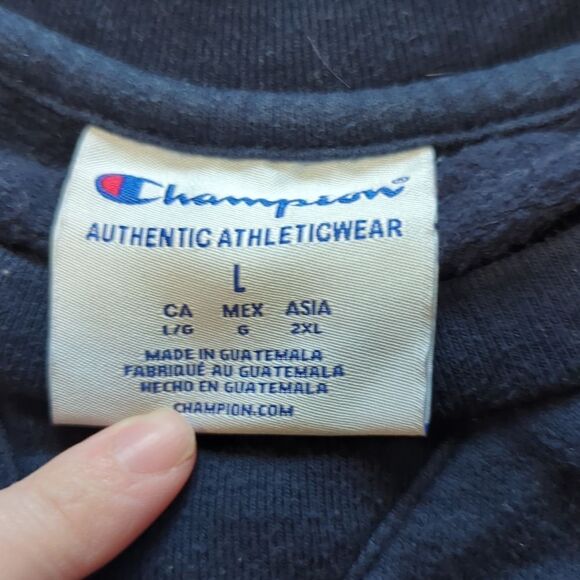 Champion®
AUTHENTIC ATHLETICWEAR
L
CA MEX ASIA
L/G G 2XL
MADE IN GUATEMALA
FABRIQUÉ AU GUATEMALA
HECHO EN GUATEMALA
CHAMPION.COM